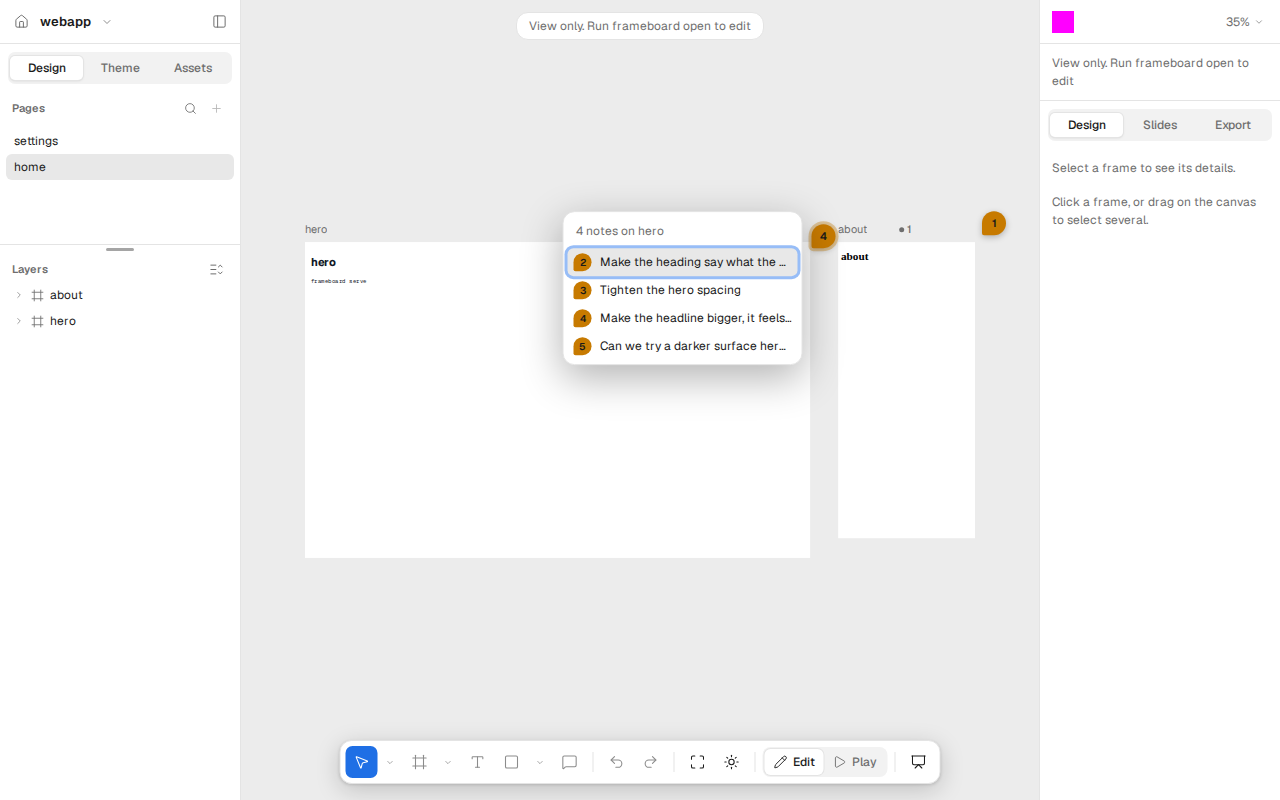 webapp
View only. Run frameboard open to edit
35%
View only. Run frameboard open to
edit
Design
Theme
Assets
Pages
settings
home
Layers
about
hero
hero
4
about
1
1
hero
frameboard serve
4 notes on hero
2 Make the heading say what the …
3 Tighten the hero spacing
4 Make the headline bigger, it feels…
5 Can we try a darker surface her…
about
Design
Slides
Export
Select a frame to see its details.
Click a frame, or drag on the canvas
to select several.
Edit
Play